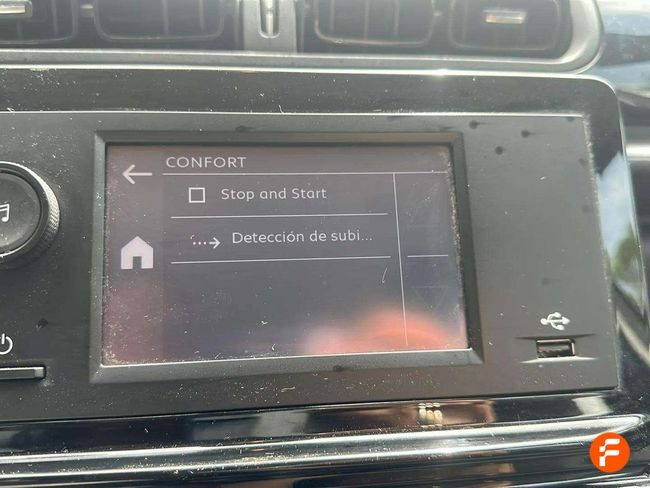 CONFORT
Stop and Start
Detección de subi...